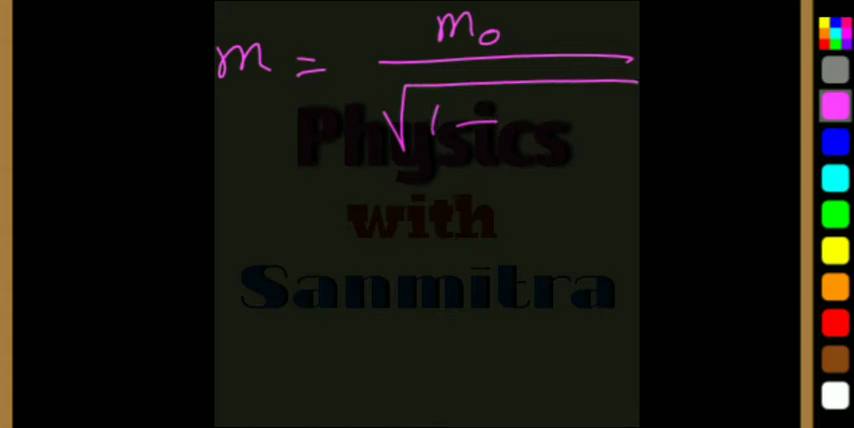 m = m₀ / √(1 −
Physics
with
Sanmitra